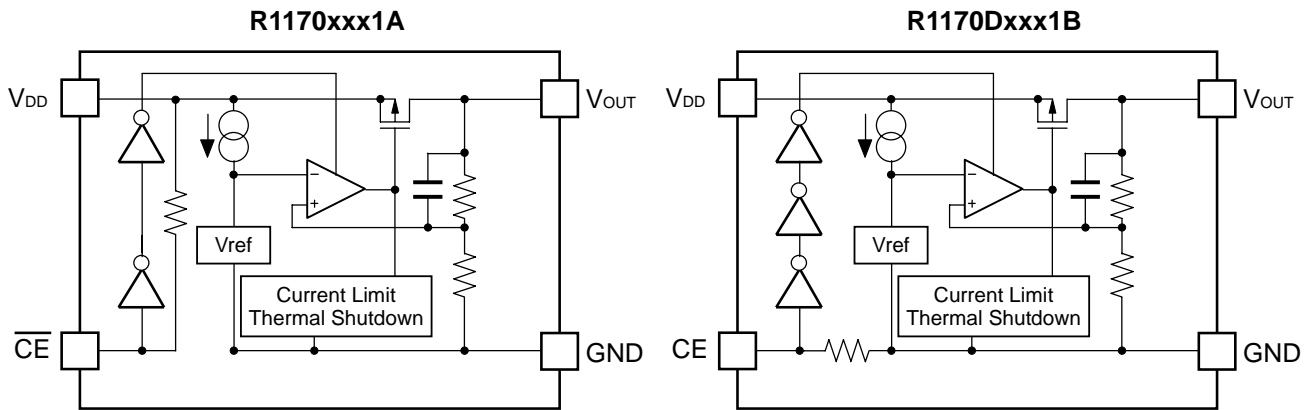 R1170xxx1A
VDD
VOUT
−
+
Vref
Current Limit
Thermal Shutdown
C̅E̅
GND
R1170Dxxx1B
VDD
VOUT
−
+
Vref
Current Limit
Thermal Shutdown
CE
GND